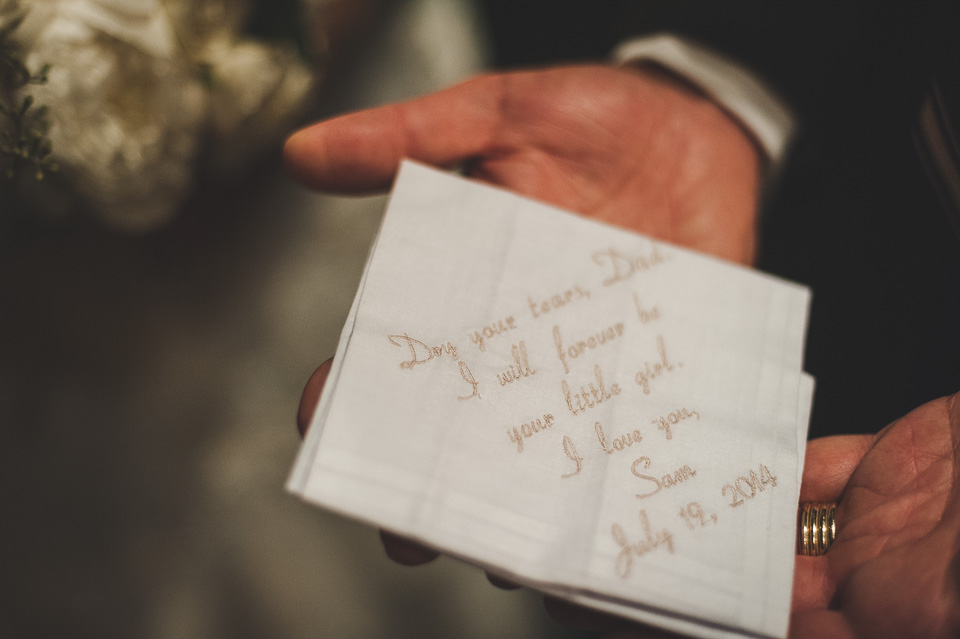 Dry your tears, Dad.
I will forever be
your little girl.
I love you,
Sam
July 19, 2014